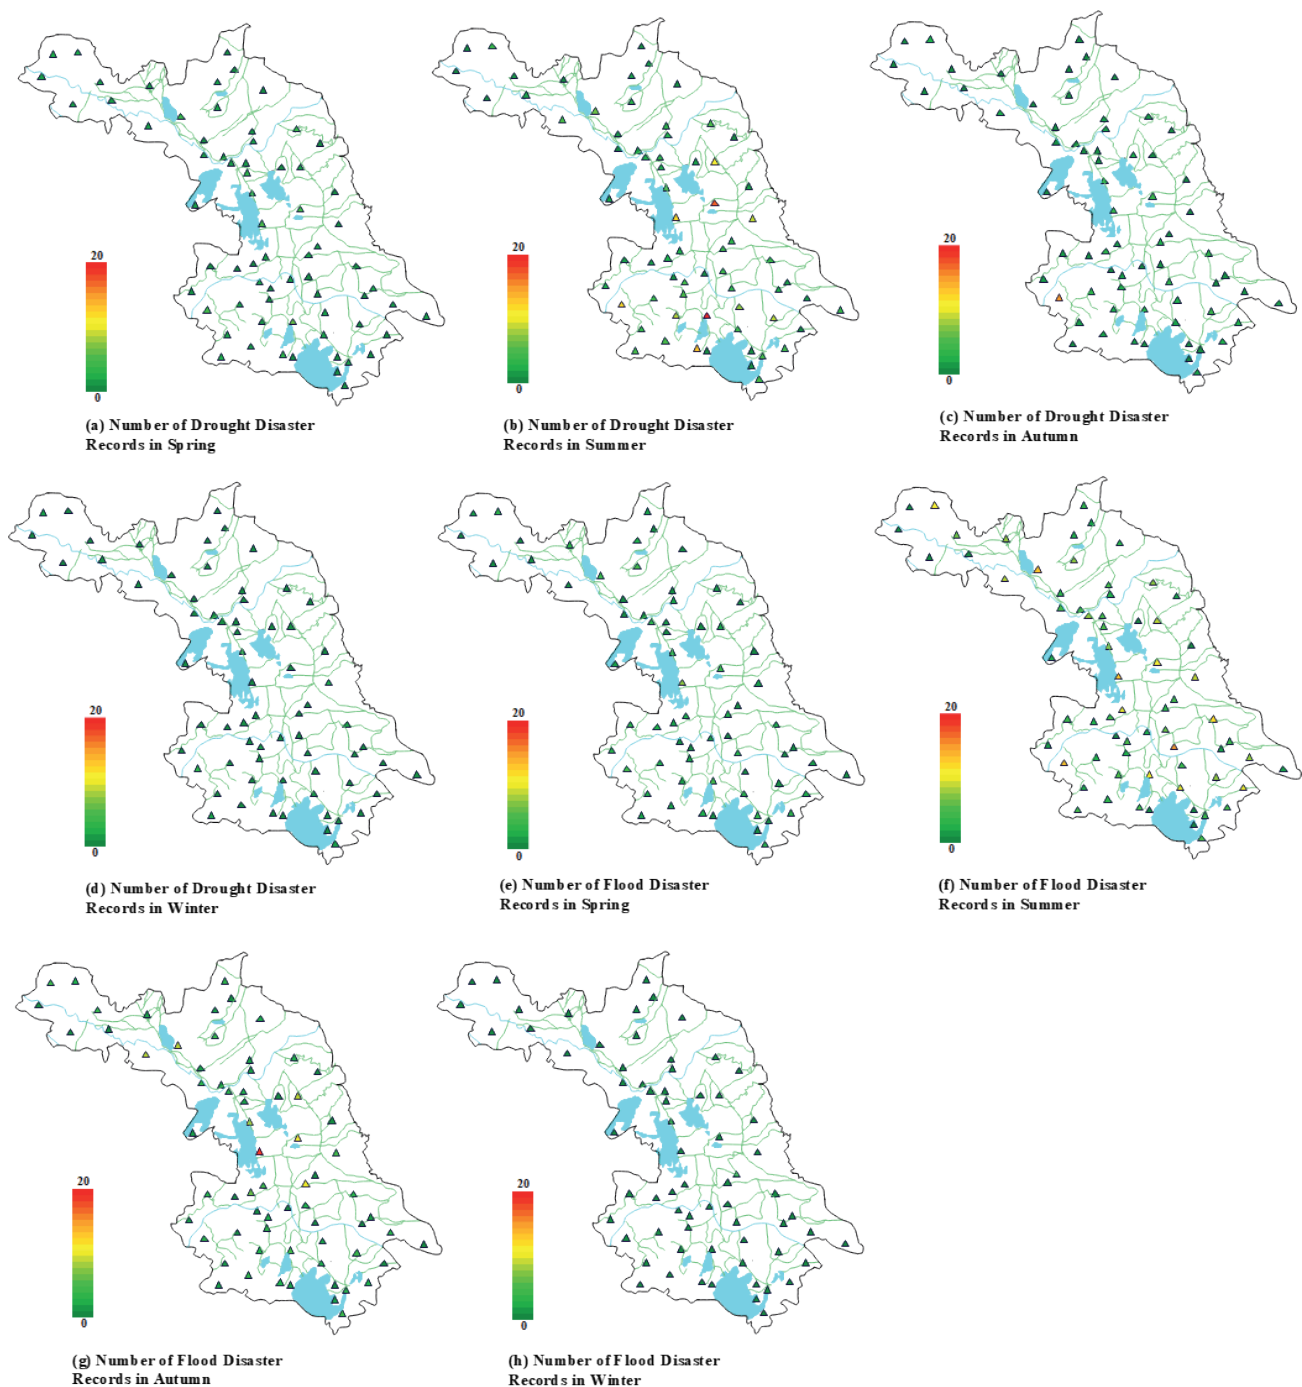 20
0
(a) Number of Drought Disaster
Records in Spring
20
0
(b) Number of Drought Disaster
Records in Summer
20
0
(c) Number of Drought Disaster
Records in Autumn
20
0
(d) Number of Drought Disaster
Records in Winter
20
0
(e) Number of Flood Disaster
Records in Spring
20
0
(f) Number of Flood Disaster
Records in Summer
20
0
(g) Number of Flood Disaster
Records in Autumn
20
0
(h) Number of Flood Disaster
Records in Winter